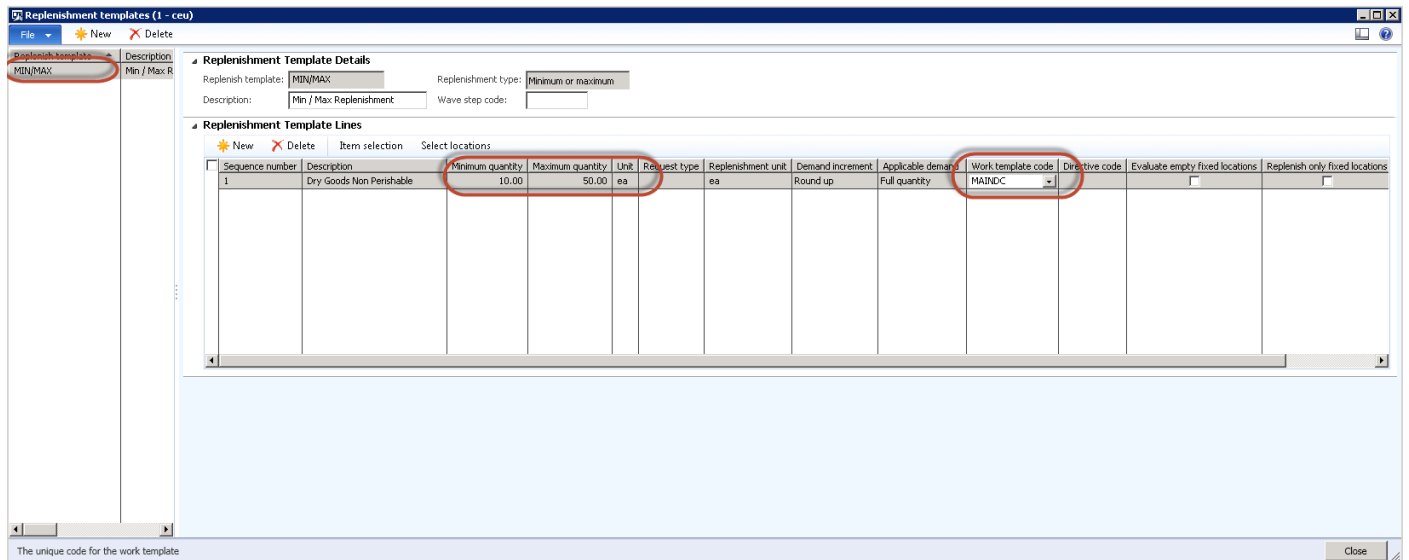 Replenishment templates (1 - ceu)
File New Delete
Replenish template Description
MIN/MAX Min / Max R
Replenishment Template Details
Replenish template: MIN/MAX Replenishment type: Minimum or maximum
Description: Min / Max Replenishment Wave step code:
Replenishment Template Lines
New Delete Item selection Select locations
Sequence number Description Minimum quantity Maximum quantity Unit Request type Replenishment unit Demand increment Applicable demand Work template code Directive code Evaluate empty fixed locations Replenish only fixed locations
1 Dry Goods Non Perishable 10.00 50.00 ea ea Round up Full quantity MAINDC
The unique code for the work template Close